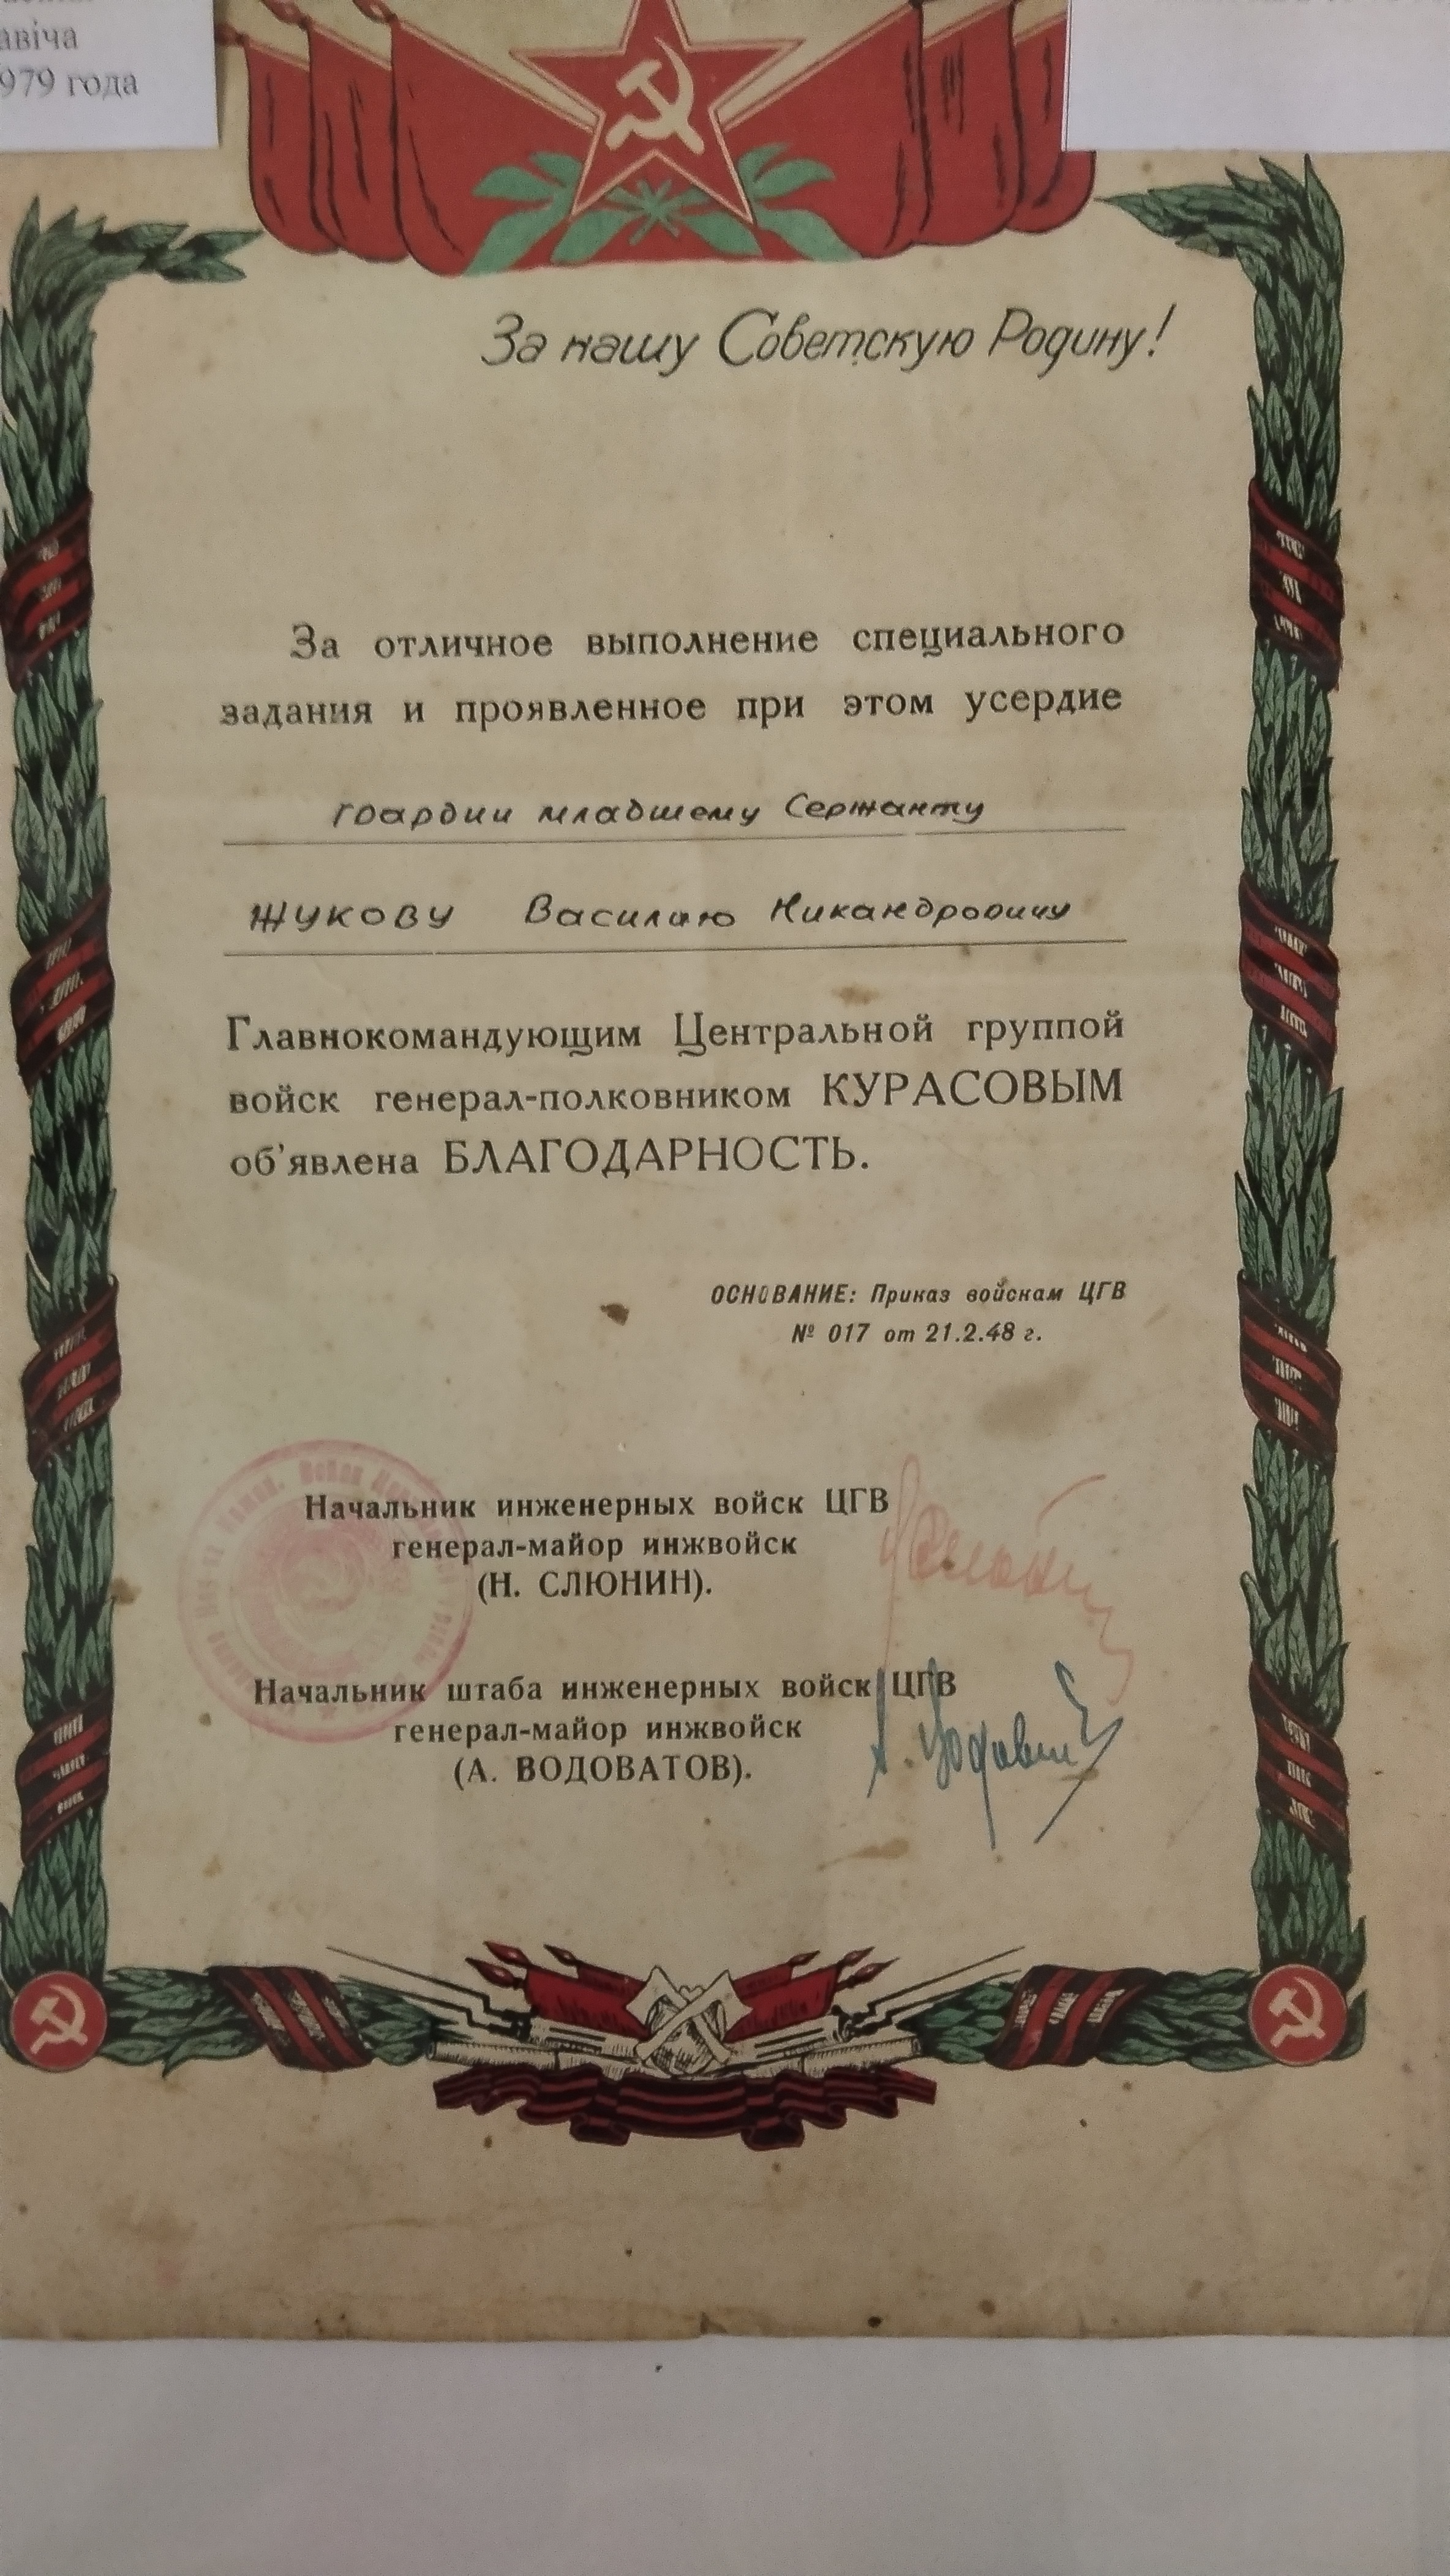 авіча
979 года
За нашу Советскую Родину!
За отличное выполнение специального
задания и проявленное при этом усердие
гвардии младшему Сержанту
ЖУКОВУ Василию Никандровичу
Главнокомандующим Центральной группой
войск генерал-полковником КУРАСОВЫМ
об'явлена БЛАГОДАРНОСТЬ.
ОСНОВАНИЕ: Приказ войскам ЦГВ
№ 017 от 21.2.48 г.
Начальник инженерных войск ЦГВ
генерал-майор инжвойск
(Н. СЛЮНИН).
Начальник штаба инженерных войск ЦГВ
генерал-майор инжвойск
(А. ВОДОВАТОВ).